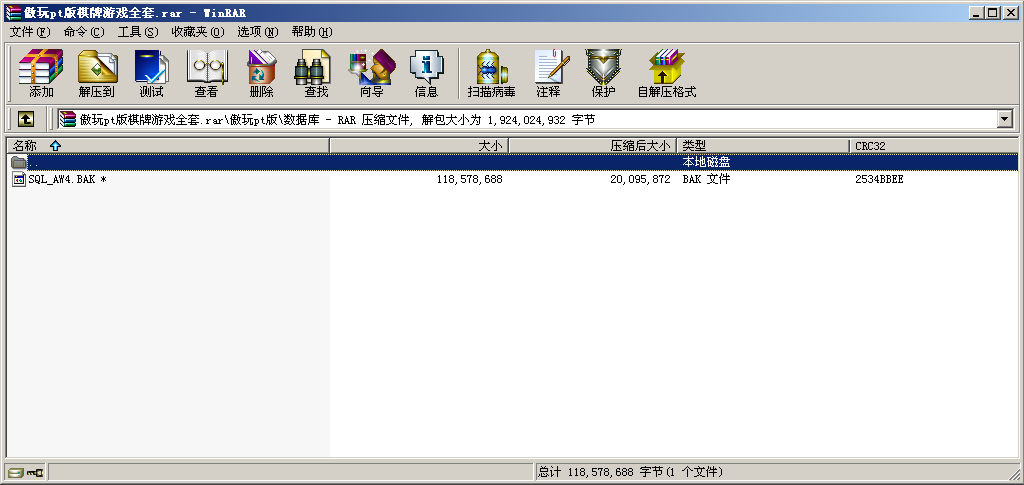 傲玩pt版棋牌游戏全套.rar - WinRAR
文件(F) 命令(C) 工具(S) 收藏夹(O) 选项(N) 帮助(H)
添加 解压到 测试 查看 删除 查找 向导 信息 扫描病毒 注释 保护 自解压格式
傲玩pt版棋牌游戏全套.rar\傲玩pt版\数据库 - RAR 压缩文件, 解包大小为 1,924,024,932 字节
名称 大小 压缩后大小 类型 CRC32
.. 本地磁盘
SQL_AW4.BAK * 118,578,688 20,095,872 BAK 文件 2534BBEE
总计 118,578,688 字节(1 个文件)